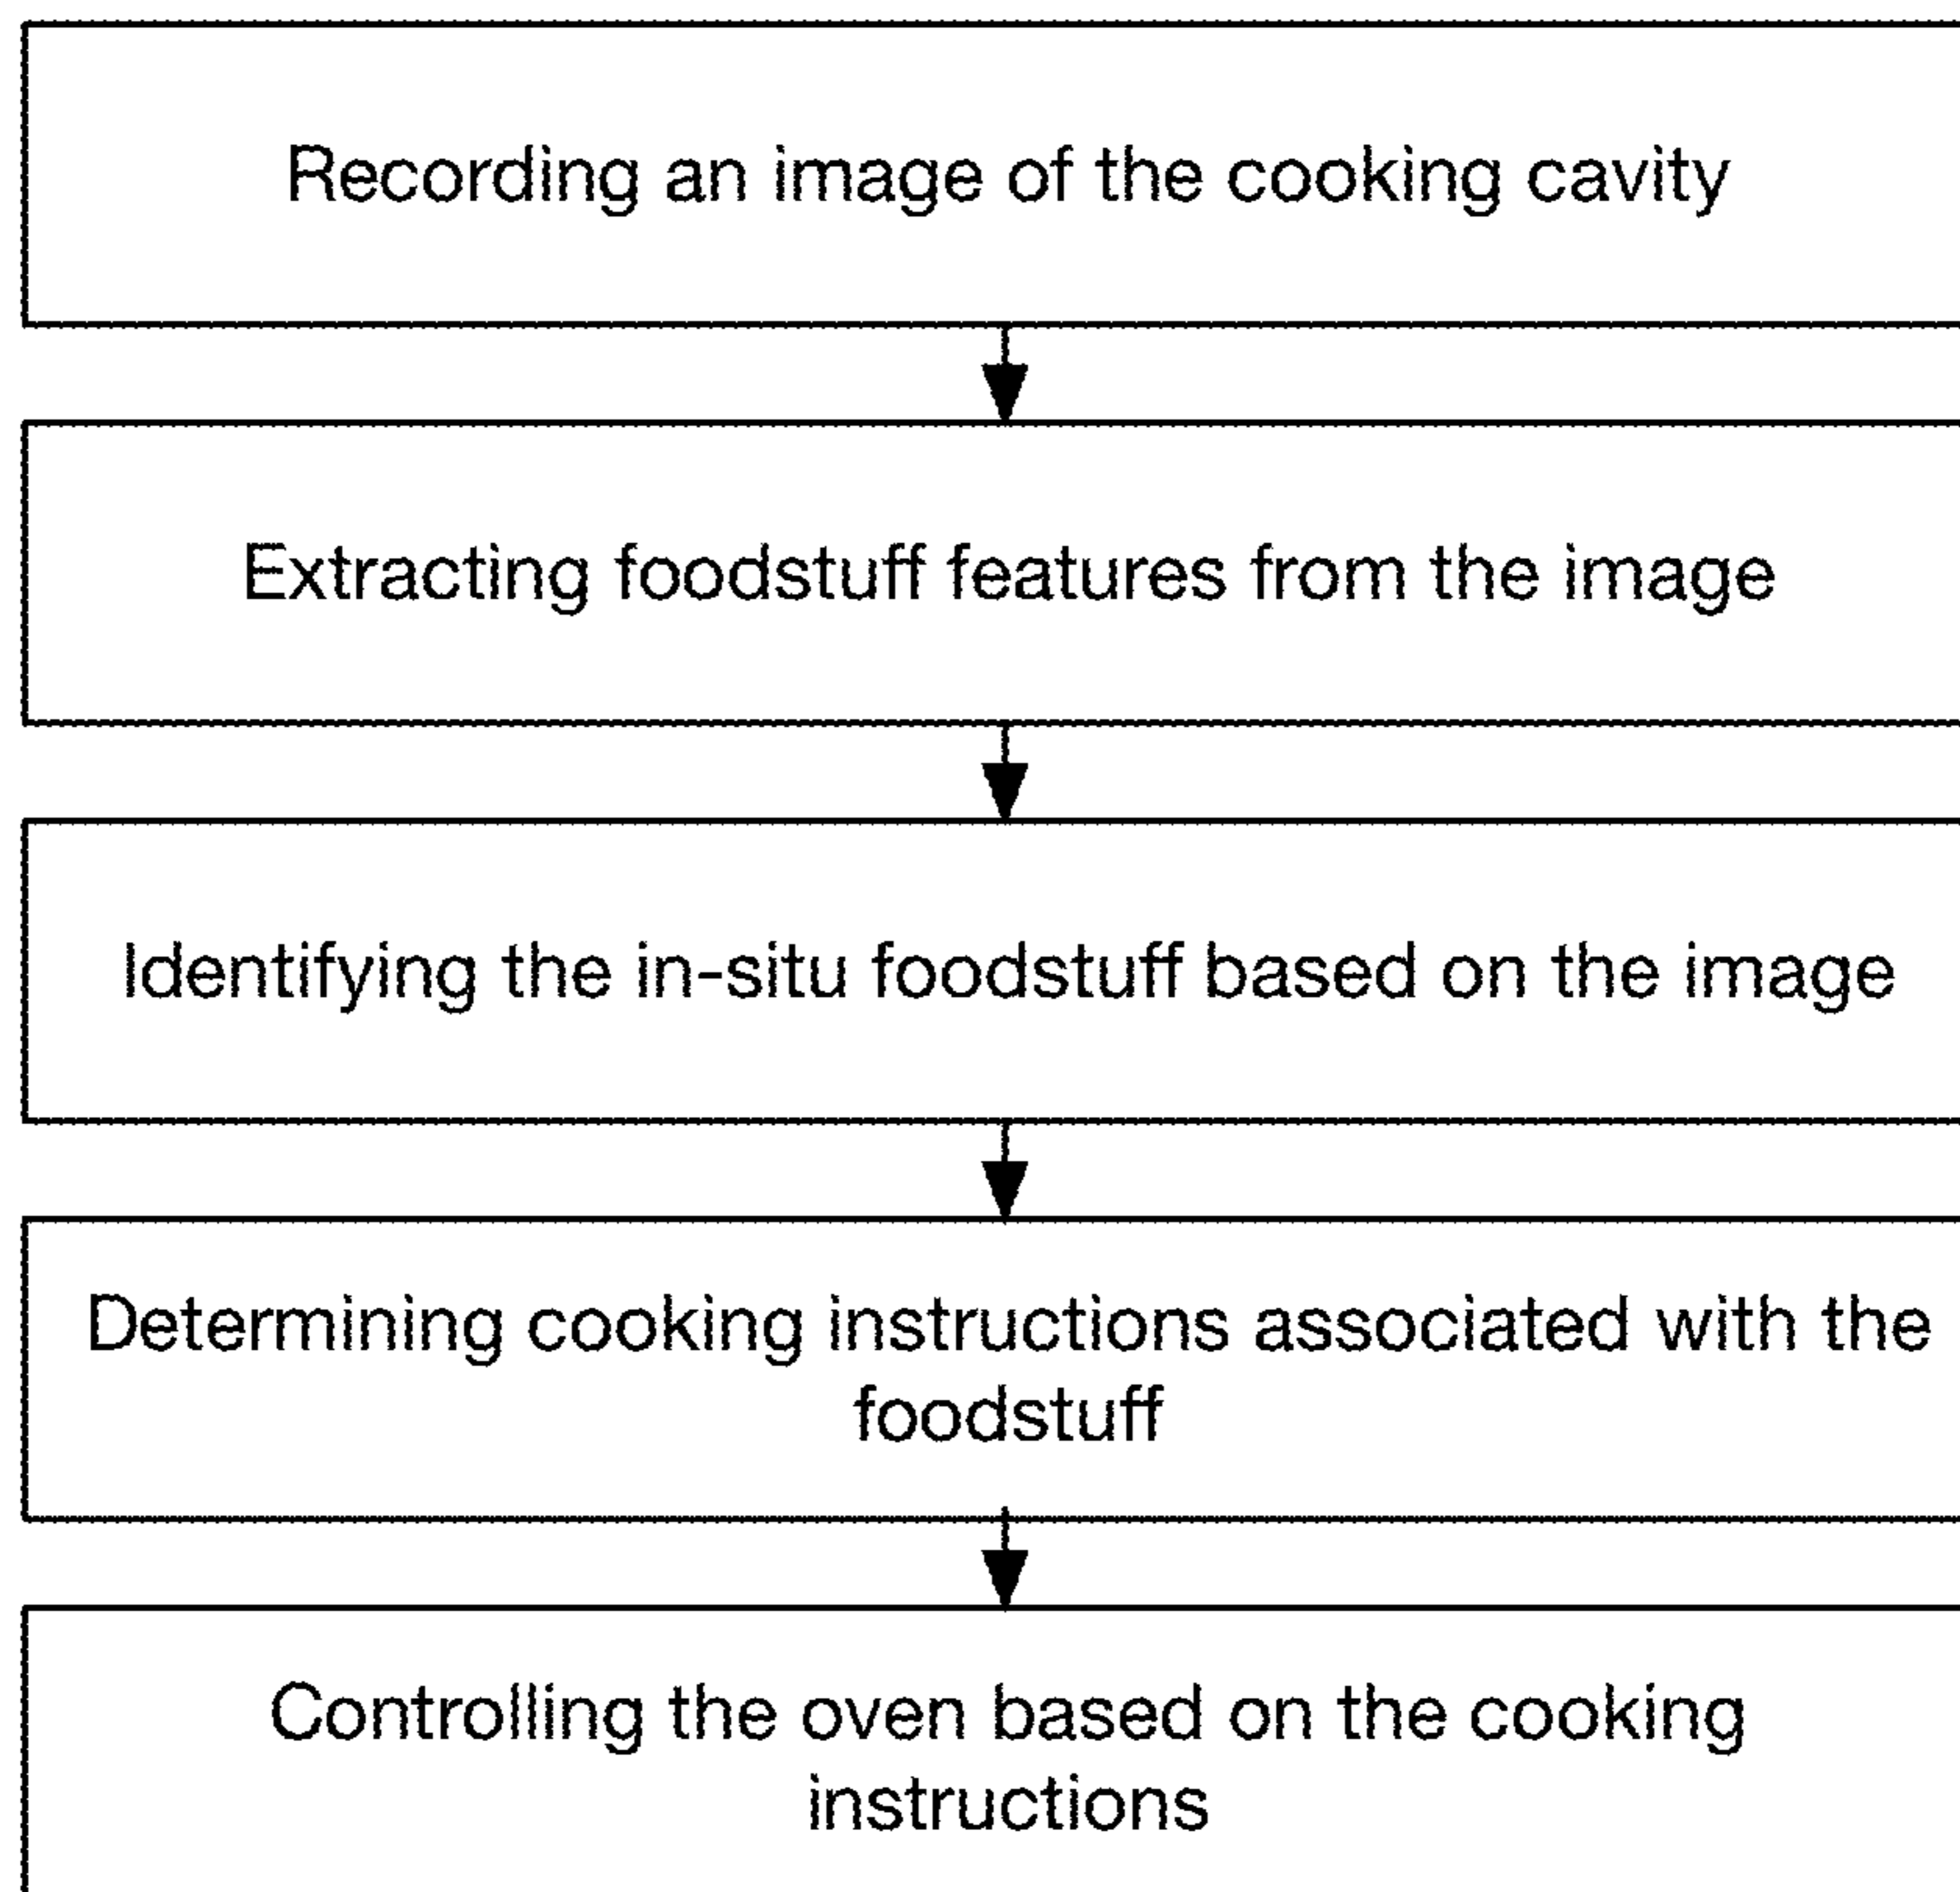 Recording an image of the cooking cavity
Extracting foodstuff features from the image
Identifying the in-situ foodstuff based on the image
Determining cooking instructions associated with the
foodstuff
Controlling the oven based on the cooking
instructions